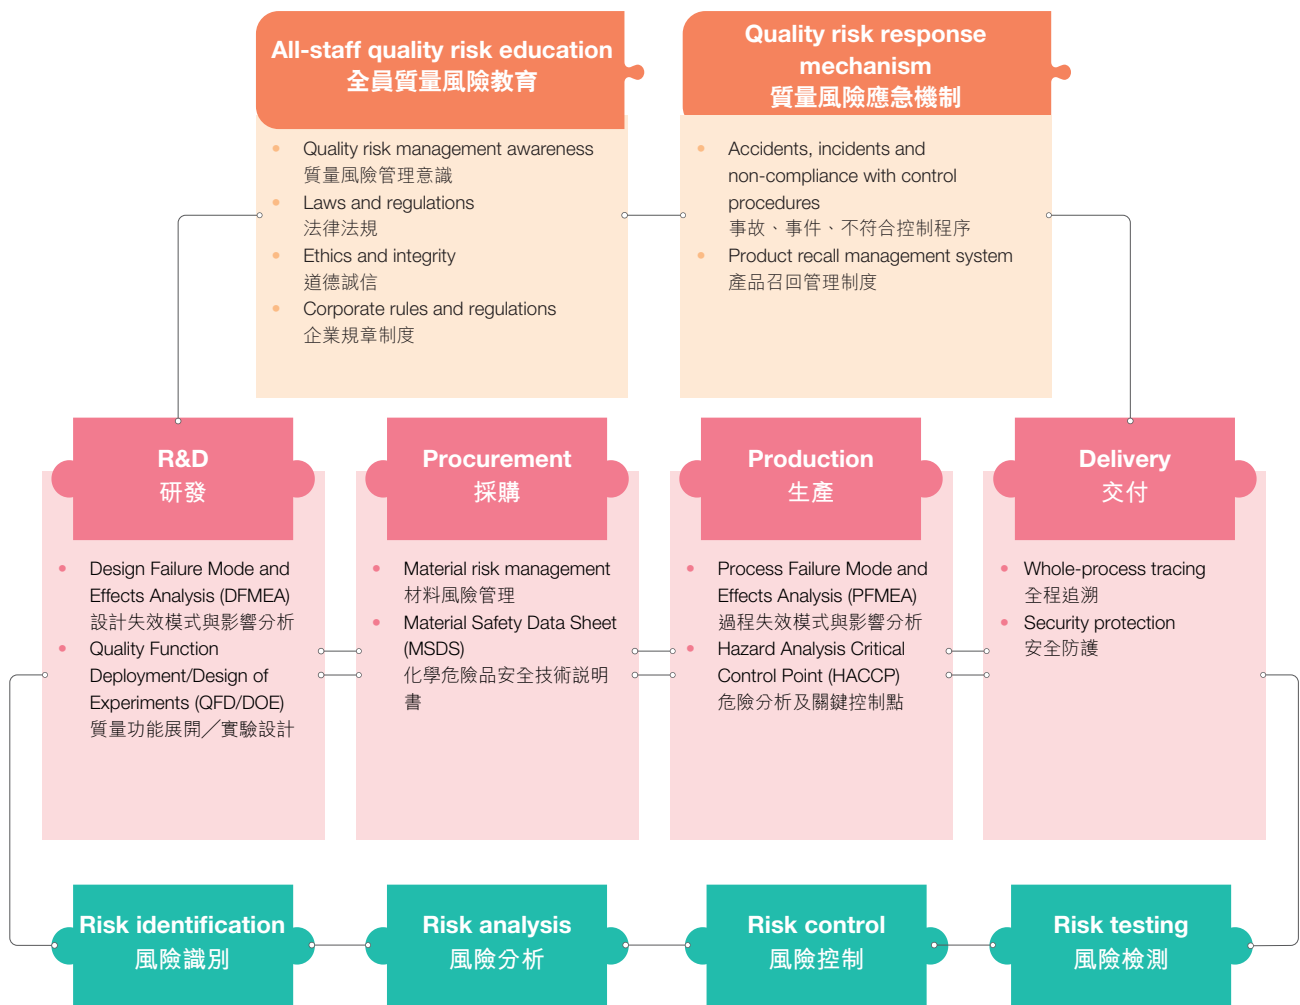 All-staff quality risk education
全員質量風險教育
Quality risk management awareness
質量風險管理意識
Laws and regulations
法律法規
Ethics and integrity
道德誠信
Corporate rules and regulations
企業規章制度
Quality risk response
mechanism
質量風險應急機制
Accidents, incidents and
non-compliance with control
procedures
事故、事件、不符合控制程序
Product recall management system
產品召回管理制度
R&D
研發
Design Failure Mode and
Effects Analysis (DFMEA)
設計失效模式與影響分析
Quality Function
Deployment/Design of
Experiments (QFD/DOE)
質量功能展開／實驗設計
Procurement
採購
Material risk management
材料風險管理
Material Safety Data Sheet
(MSDS)
化學危險品安全技術説明
書
Production
生產
Process Failure Mode and
Effects Analysis (PFMEA)
過程失效模式與影響分析
Hazard Analysis Critical
Control Point (HACCP)
危險分析及關鍵控制點
Delivery
交付
Whole-process tracing
全程追溯
Security protection
安全防護
Risk identification
風險識別
Risk analysis
風險分析
Risk control
風險控制
Risk testing
風險檢測